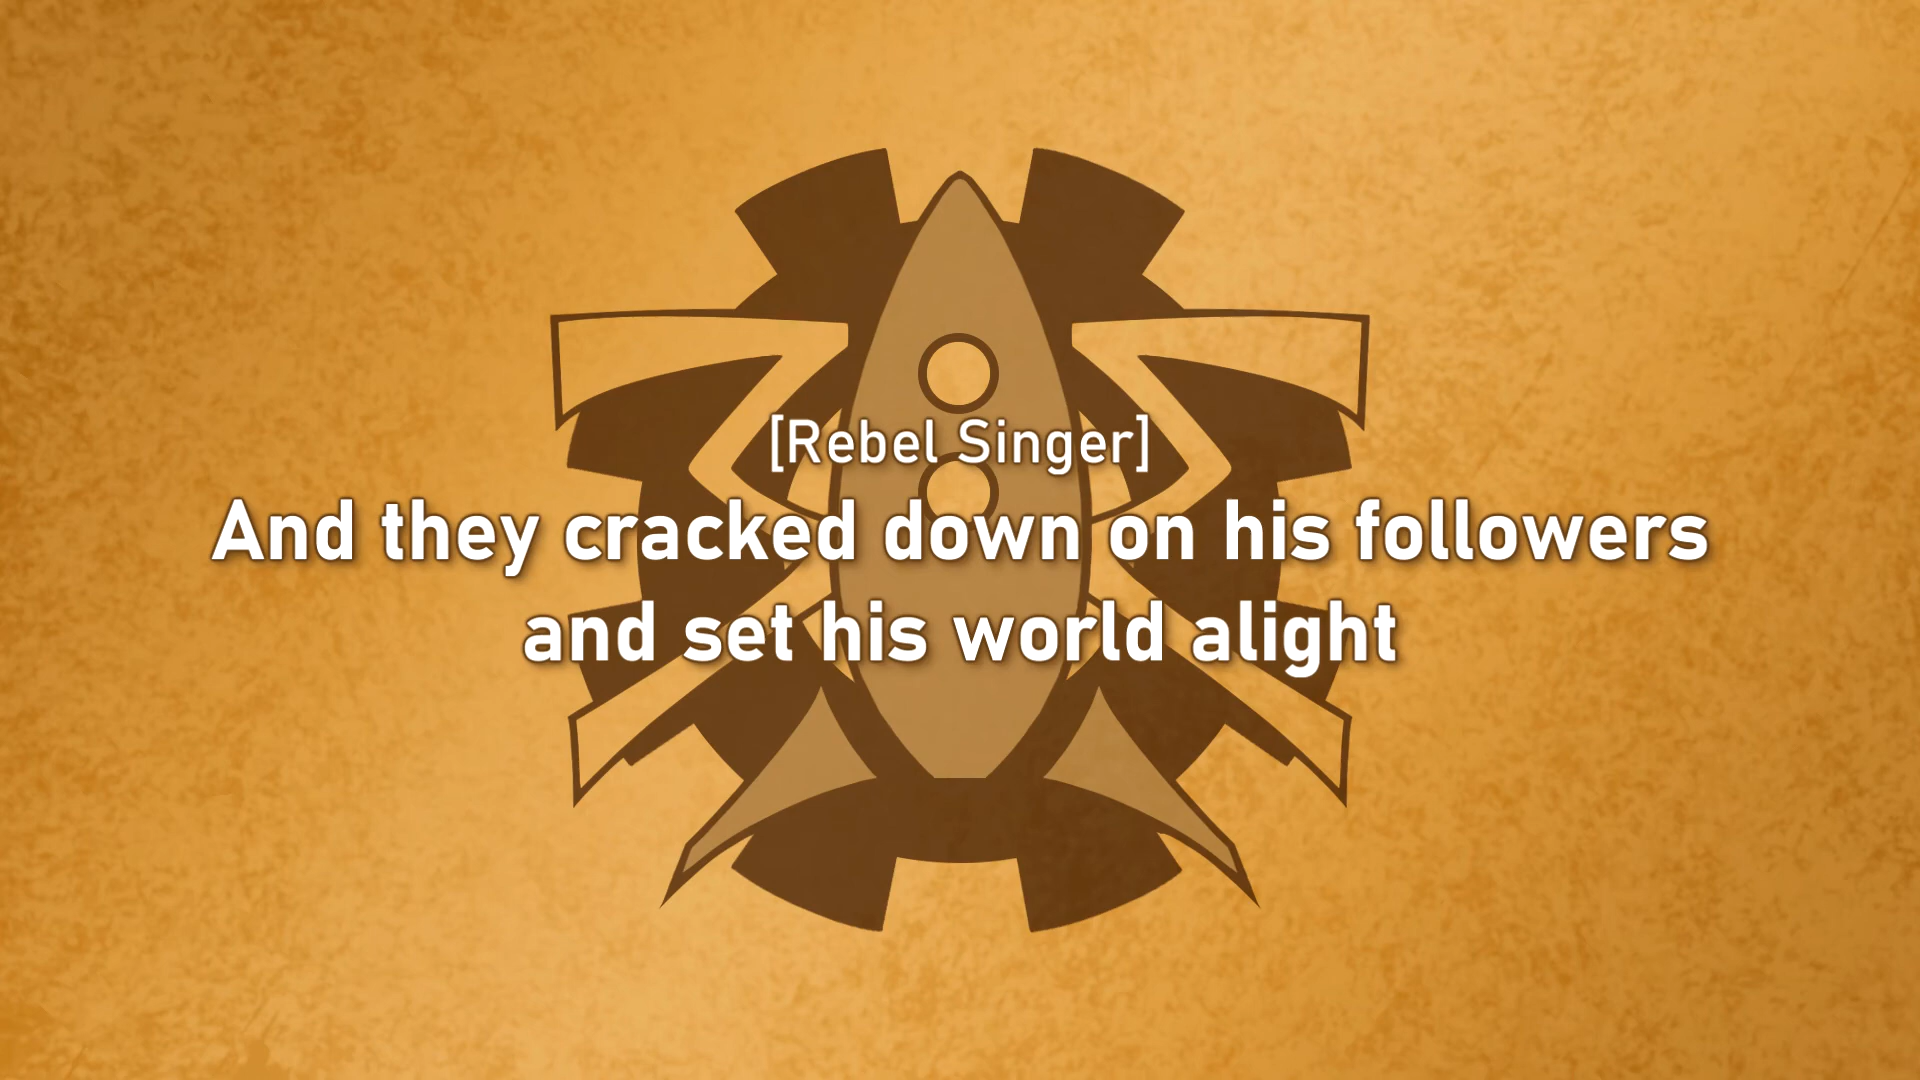 [Rebel Singer]
And they cracked down on his followers
and set his world alight